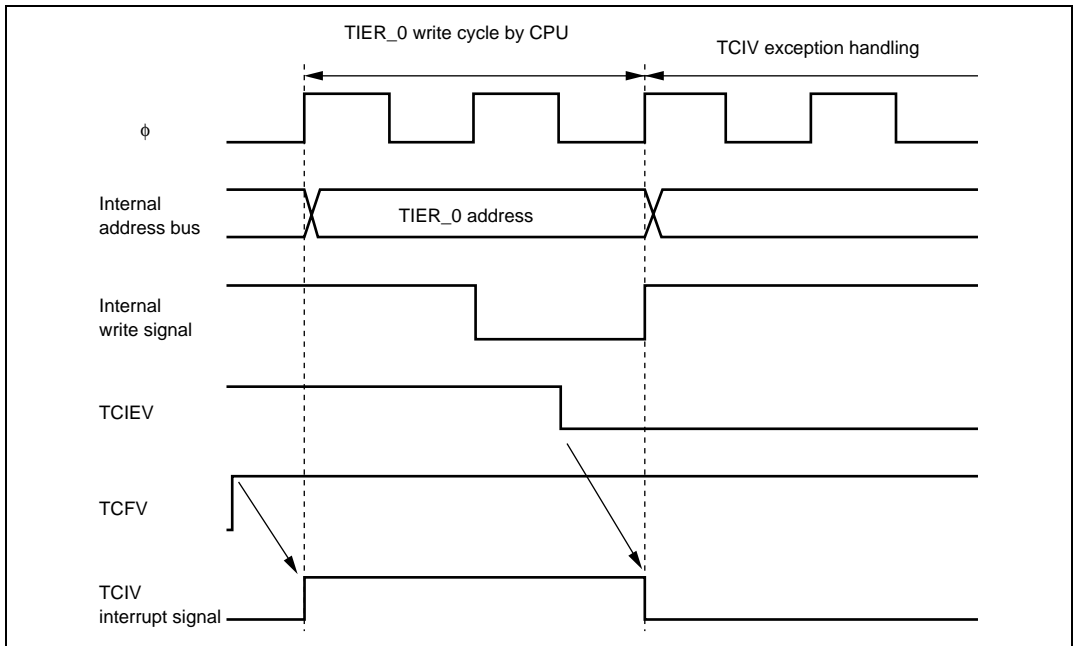 TIER_0 write cycle by CPU
TCIV exception handling
ϕ
Internal
address bus
TIER_0 address
Internal
write signal
TCIEV
TCFV
TCIV
interrupt signal